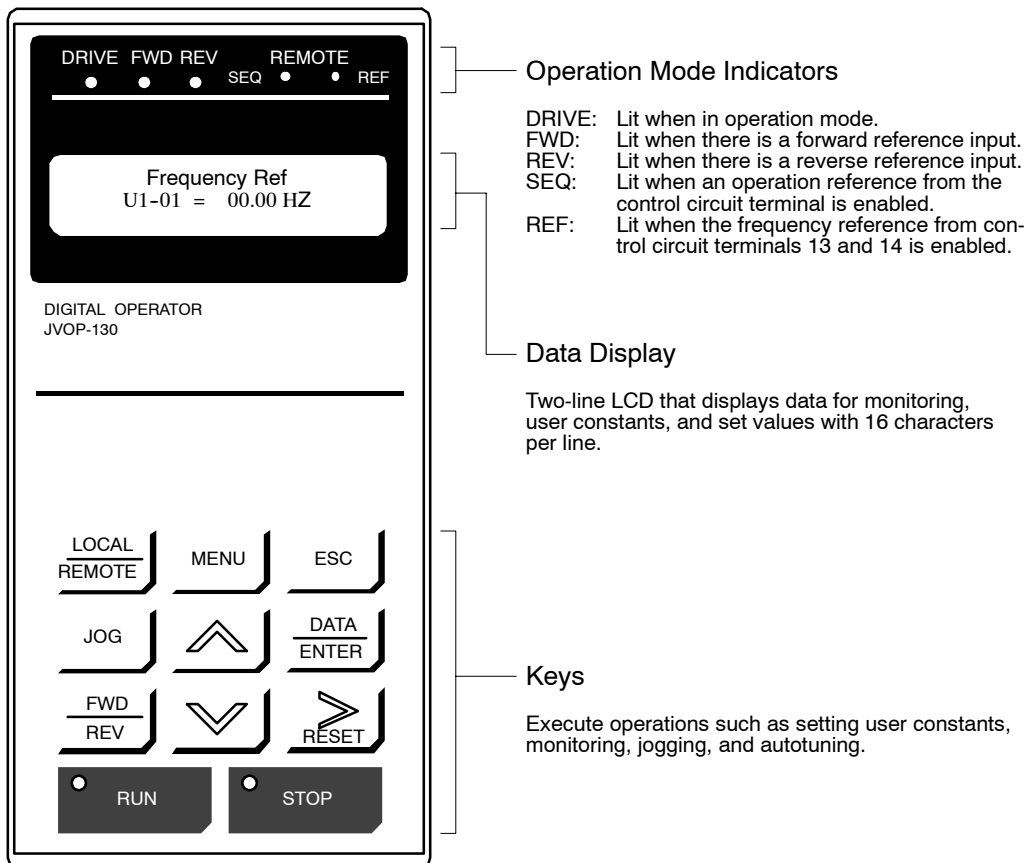 DRIVE FWD REV REMOTE
SEQ REF
Frequency Ref
U1-01 = 00.00 HZ
DIGITAL OPERATOR
JVOP-130
LOCAL
REMOTE
MENU
ESC
JOG
DATA
ENTER
FWD
REV
RESET
RUN
STOP
Operation Mode Indicators
DRIVE: Lit when in operation mode.
FWD: Lit when there is a forward reference input.
REV: Lit when there is a reverse reference input.
SEQ: Lit when an operation reference from the
control circuit terminal is enabled.
REF: Lit when the frequency reference from con-
trol circuit terminals 13 and 14 is enabled.
Data Display
Two-line LCD that displays data for monitoring,
user constants, and set values with 16 characters
per line.
Keys
Execute operations such as setting user constants,
monitoring, jogging, and autotuning.